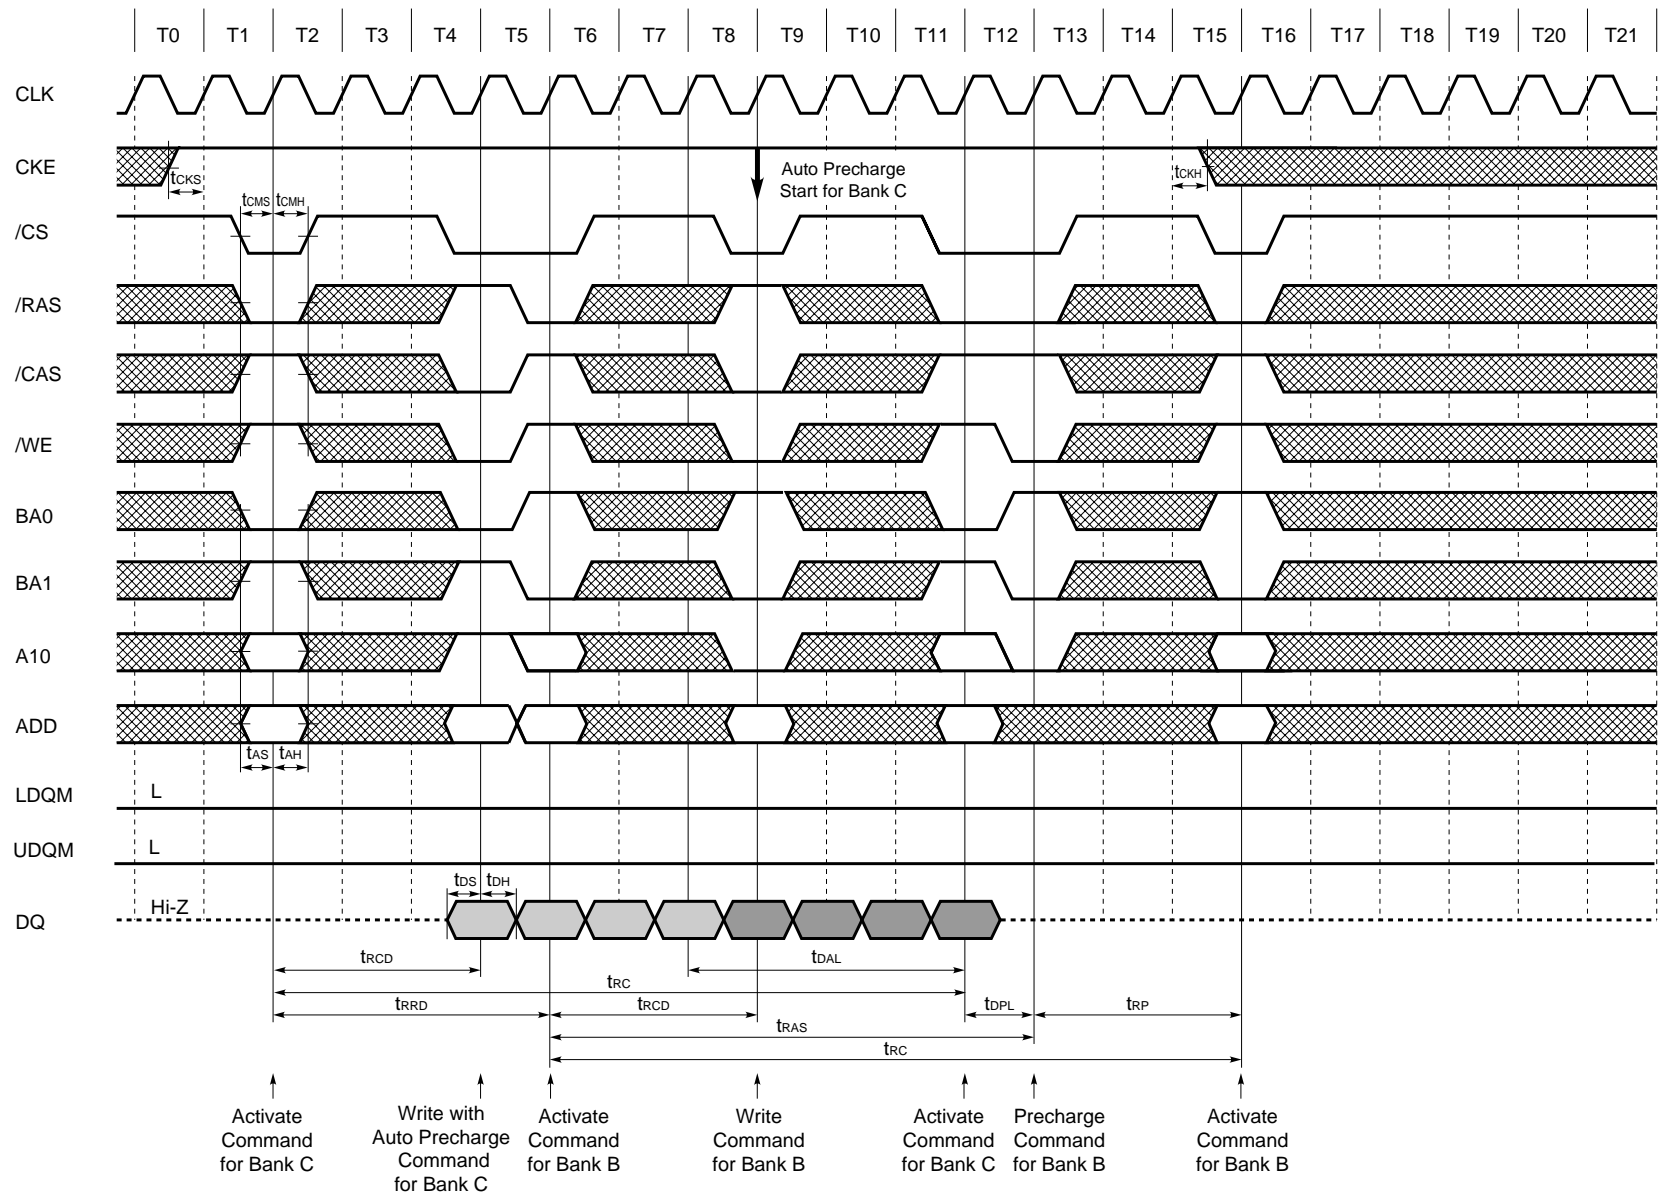 T0 T1 T2 T3 T4 T5 T6 T7 T8 T9 T10 T11 T12 T13 T14 T15 T16 T17 T18 T19 T20 T21
CLK
CKE
tCKS
Auto Precharge
Start for Bank C
tCKH
tCMS tCMH
/CS
/RAS
/CAS
/WE
BA0
BA1
A10
ADD
tAS tAH
LDQM L
UDQM L
tDS tDH
DQ Hi-Z
tRCD tDAL
tRC
tRRD tRCD tDPL tRP
tRAS
tRC
Activate
Command
for Bank C
Write with
Auto Precharge
Command
for Bank C
Activate
Command
for Bank B
Write
Command
for Bank B
Activate
Command
for Bank C
Precharge
Command
for Bank B
Activate
Command
for Bank B